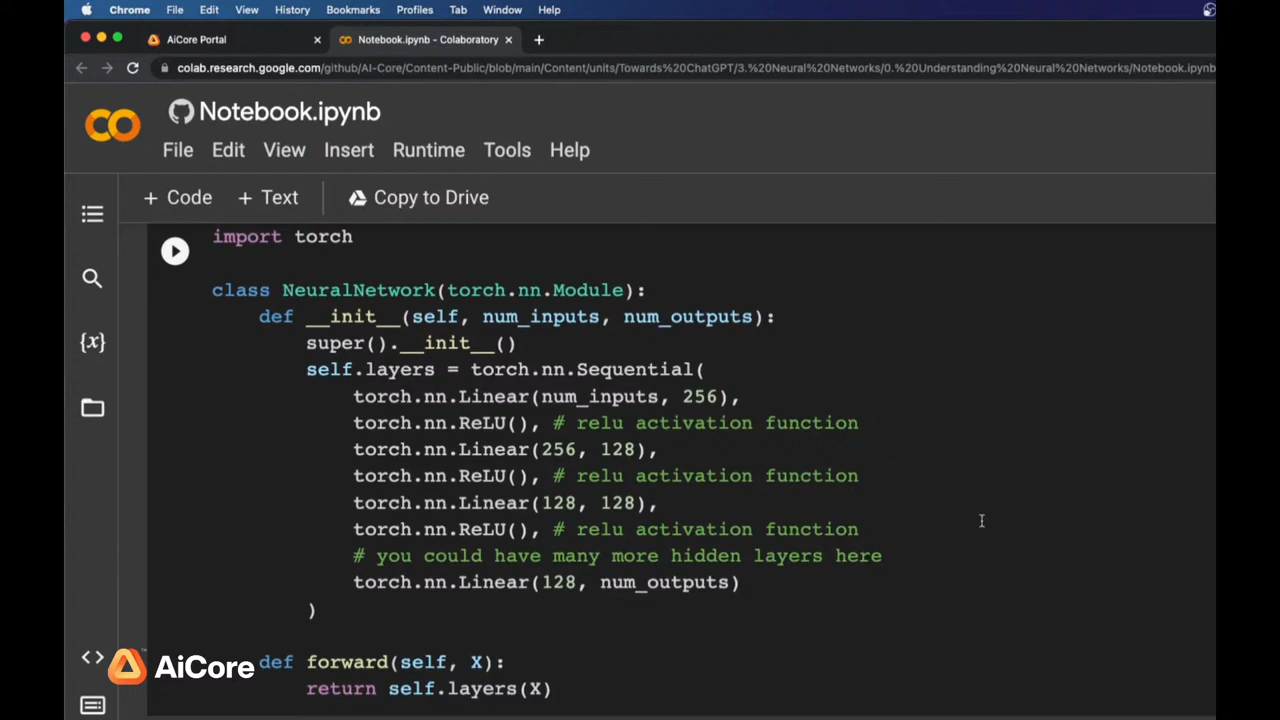 Chrome File Edit View History Bookmarks Profiles Tab Window Help
AiCore Portal × Notebook.ipynb - Colaboratory × +
colab.research.google.com/github/AI-Core/Content-Public/blob/main/Content/units/Towards%20ChatGPT/3.%20Neural%20Networks/0.%20Understanding%20Neural%20Networks/Notebook.ipynb
Notebook.ipynb
File Edit View Insert Runtime Tools Help
+ Code + Text Copy to Drive
import torch
class NeuralNetwork(torch.nn.Module):
def __init__(self, num_inputs, num_outputs):
super().__init__()
self.layers = torch.nn.Sequential(
torch.nn.Linear(num_inputs, 256),
torch.nn.ReLU(), # relu activation function
torch.nn.Linear(256, 128),
torch.nn.ReLU(), # relu activation function
torch.nn.Linear(128, 128),
torch.nn.ReLU(), # relu activation function
# you could have many more hidden layers here
torch.nn.Linear(128, num_outputs)
)
def forward(self, X):
return self.layers(X)
{x}
<>
AiCore